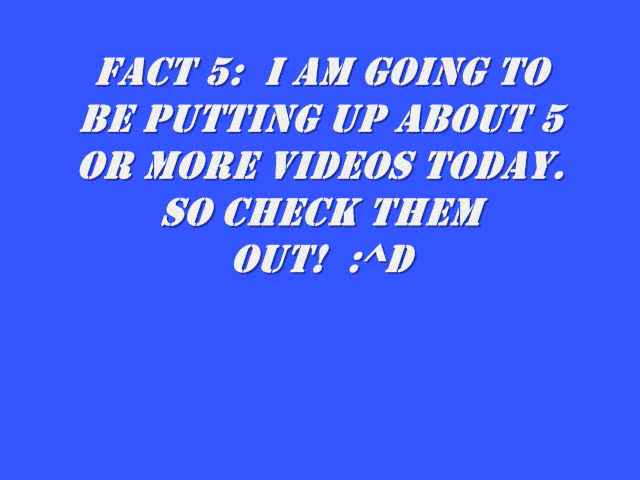 FACT 5:  I AM GOING TO
BE PUTTING UP ABOUT 5
OR MORE VIDEOS TODAY.
SO CHECK THEM
OUT!  :^D